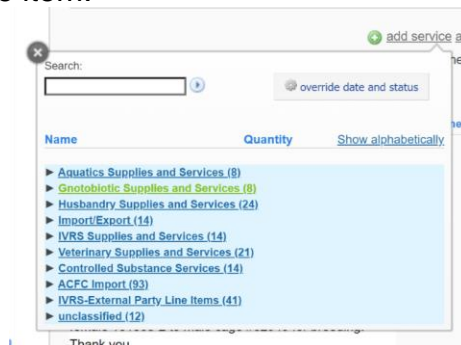 item.
add service a
Search:
override date and status
Name Quantity Show alphabetically
Aquatics Supplies and Services (8)
Gnotobiotic Supplies and Services (8)
Husbandry Supplies and Services (24)
Import/Export (14)
IVRS Supplies and Services (14)
Veterinary Supplies and Services (21)
Controlled Substance Services (14)
ACFC Import (93)
IVRS-External Party Line Items (41)
unclassified (12)
Thank you